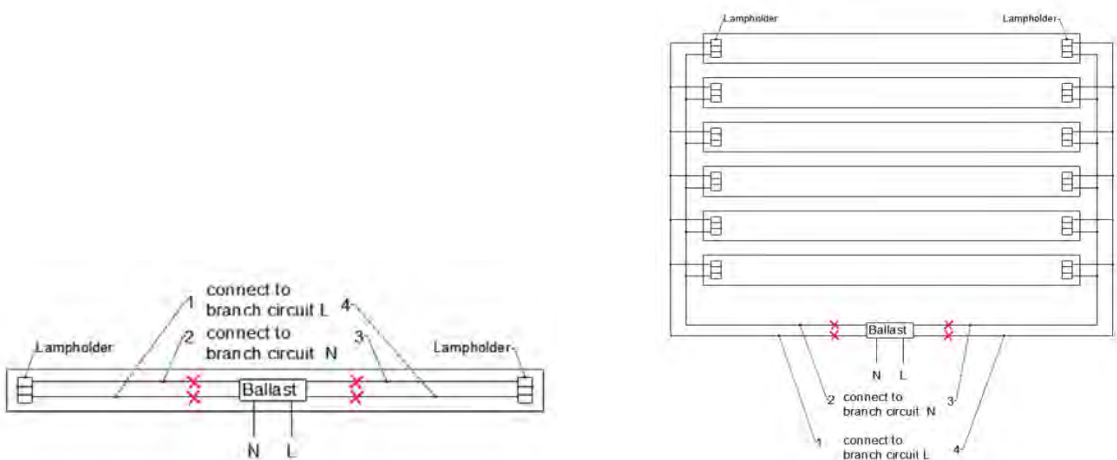 1 connect to
branch circuit L 4
2 connect to 3
branch circuit N
Lampholder Lampholder
Ballast
N L
Lampholder Lampholder
Ballast
N L
2 connect to 3
branch circuit N
1 connect to 4
branch circuit L